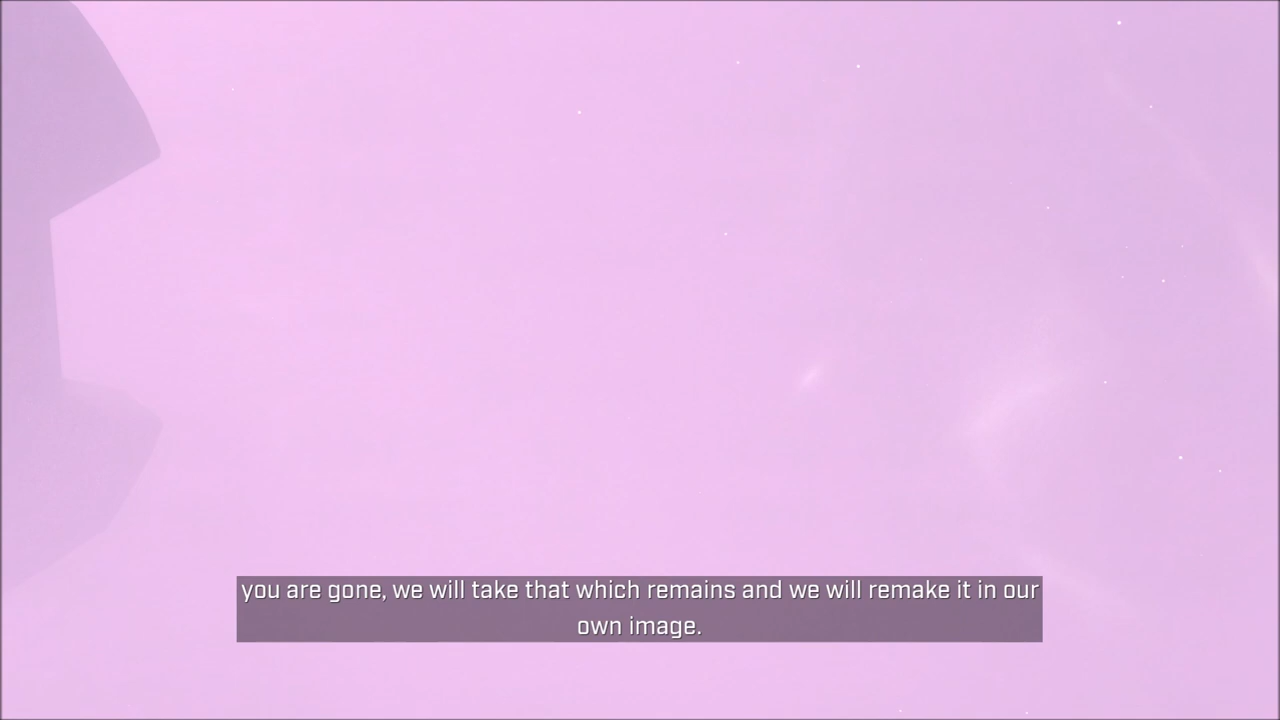 you are gone, we will take that which remains and we will remake it in our
own image.